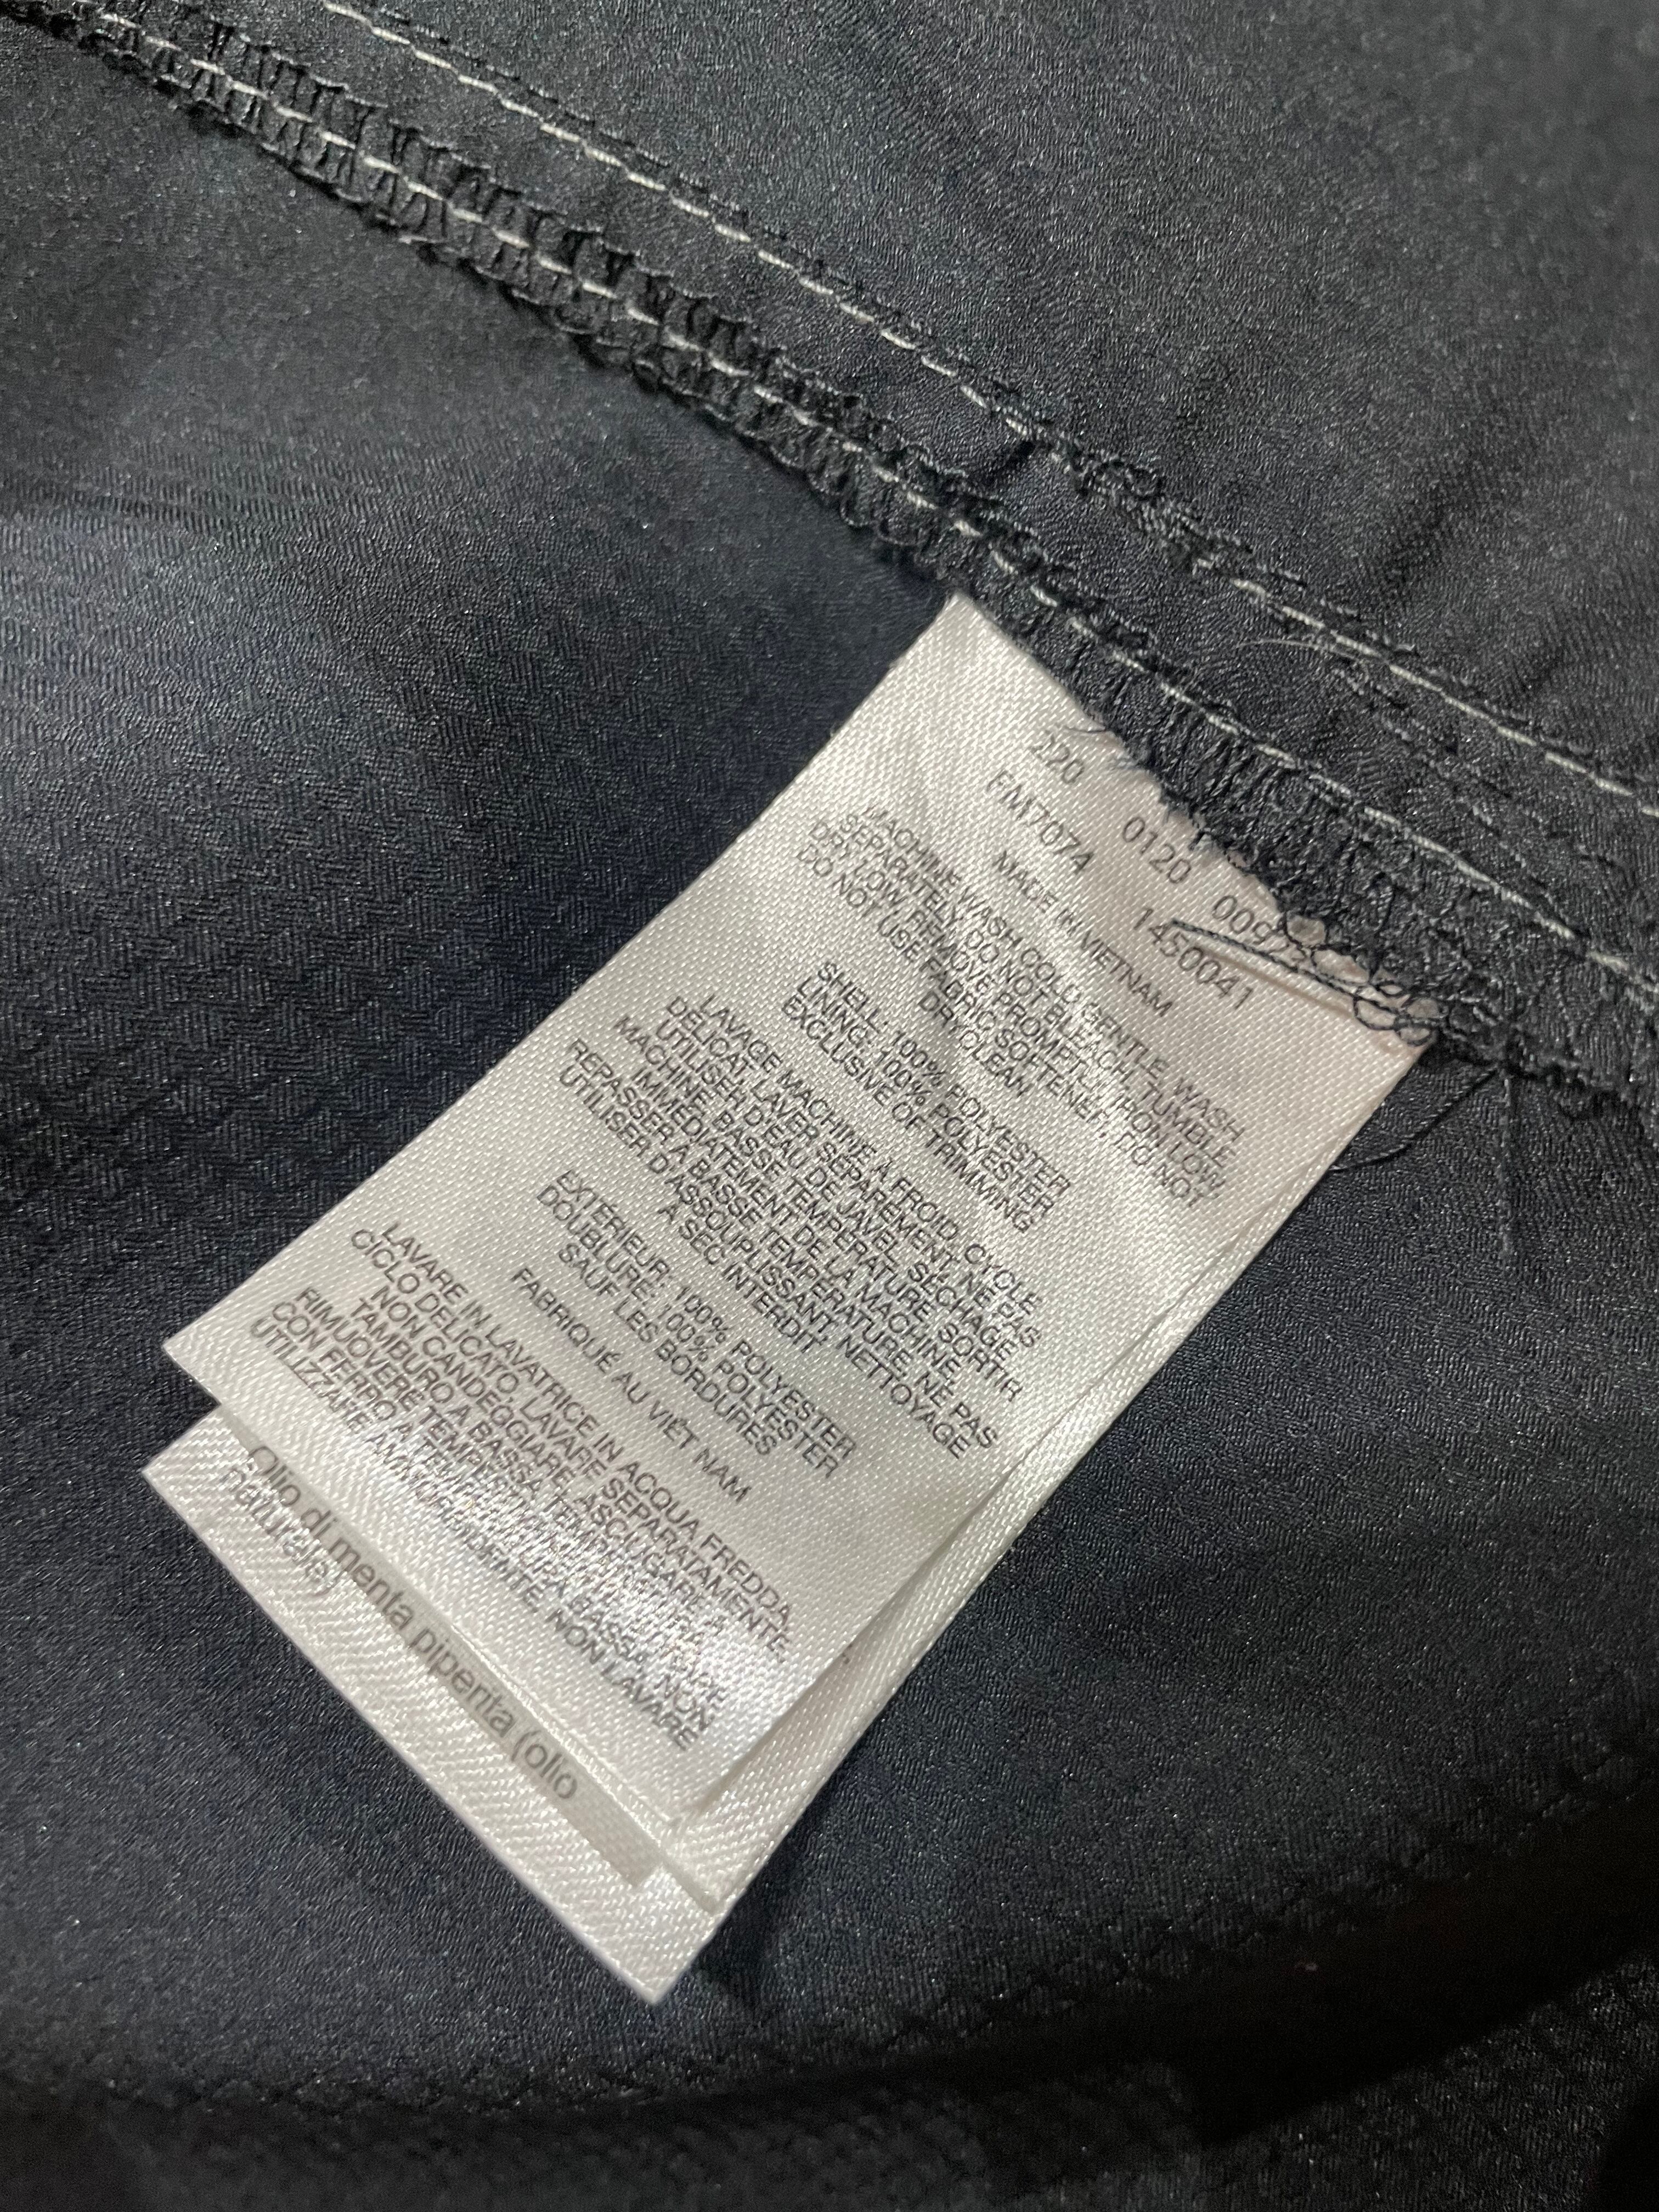 220 0120 00923
FM7074 1450041
MADE IN VIETNAM
MACHINE WASH COLD GENTLE, WASH
SEPARATELY, DO NOT BLEACH, TUMBLE
DRY LOW, REMOVE PROMPTLY, IRON LOW
DO NOT USE FABRIC SOFTENER, DO NOT
DRYCLEAN
SHELL: 100% POLYESTER
LINING: 100% POLYESTER
EXCLUSIVE OF TRIMMING
LAVAGE MACHINE À FROID, CYCLE
DÉLICAT LAVER SÉPARÉMENT, NE PAS
UTILISER D'EAU DE JAVEL, SÉCHAGE
MACHINE, BASSE TEMPÉRATURE, SORTIR
IMMÉDIATEMENT DE LA MACHINE,
REPASSER À BASSE TEMPÉRATURE, NE PAS
UTILISER D'ASSOUPLISSANT, NETTOYAGE
À SEC INTERDIT
EXTÉRIEUR: 100% POLYESTER
DOUBLURE: 100% POLYESTER
SAUF LES BORDURES
FABRIQUÉ AU VIÊT NAM
LAVARE IN LAVATRICE IN ACQUA FREDDA,
CICLO DELICATO, LAVARE SEPARATAMENTE,
NON CANDEGGIARE, ASCIUGARE A
TAMBURO A BASSA TEMPERATURA,
RIMUOVERE
CON FERRO A TEMPERATURA BASSA, NON
UTILIZZARE AMMORBIDENTE, NON LAVARE
Olio di menta piperita (olio
naturale)